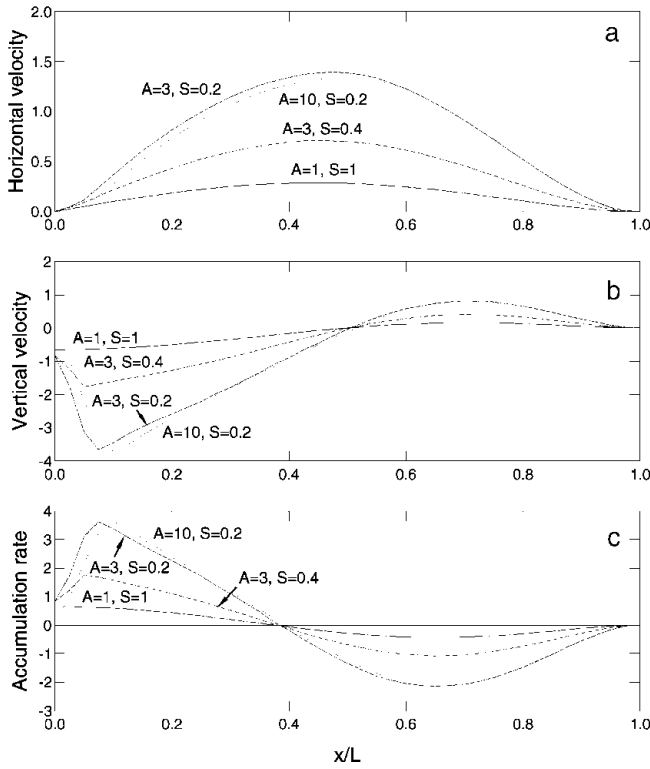 a
Horizontal velocity
2.0
1.5
1.0
0.5
0.0
A=3, S=0.2
A=10, S=0.2
A=3, S=0.4
A=1, S=1
0.0 0.2 0.4 0.6 0.8 1.0
b
Vertical velocity
2
1
0
-1
-2
-3
-4
A=1, S=1
A=3, S=0.4
A=3, S=0.2
A=10, S=0.2
0.0 0.2 0.4 0.6 0.8 1.0
c
Accumulation rate
4
3
2
1
0
-1
-2
-3
A=10, S=0.2
A=3, S=0.2
A=3, S=0.4
A=1, S=1
0.0 0.2 0.4 0.6 0.8 1.0
x/L